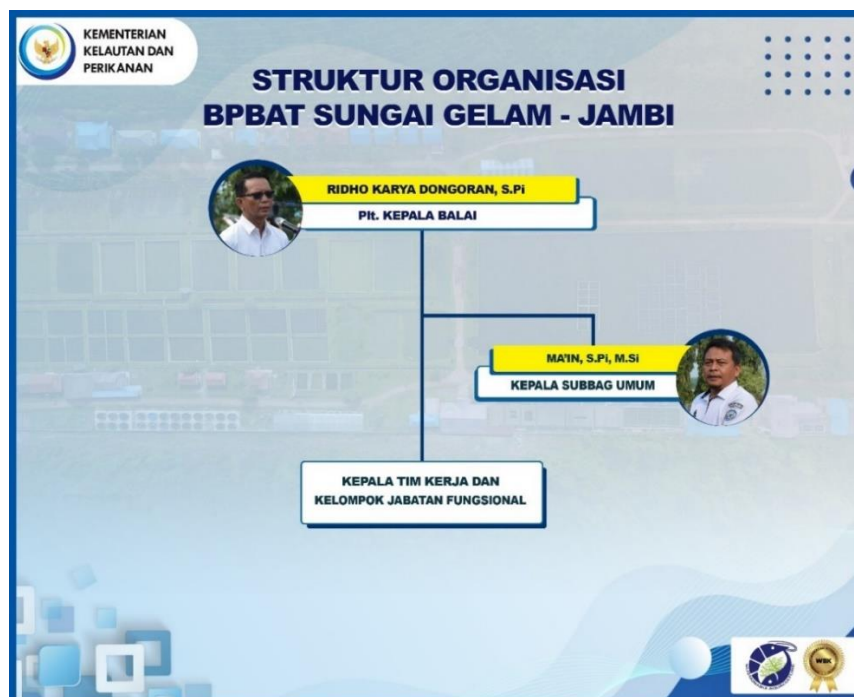 KEMENTERIAN
KELAUTAN DAN
PERIKANAN
STRUKTUR ORGANISASI
BPBAT SUNGAI GELAM - JAMBI
RIDHO KARYA DONGORAN, S.Pi
Plt. KEPALA BALAI
MA'IN, S.Pi, M.Si
KEPALA SUBBAG UMUM
KEPALA TIM KERJA DAN
KELOMPOK JABATAN FUNGSIONAL
WBK